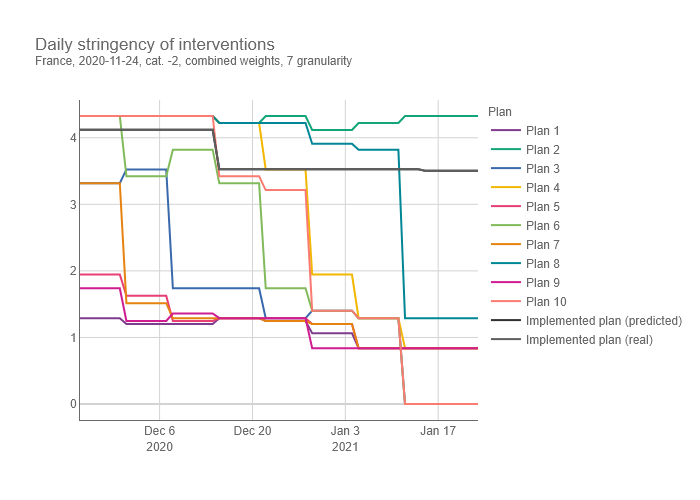 Daily stringency of interventions
France, 2020-11-24, cat. -2, combined weights, 7 granularity
Plan
Plan 1
Plan 2
Plan 3
Plan 4
Plan 5
Plan 6
Plan 7
Plan 8
Plan 9
Plan 10
Implemented plan (predicted)
Implemented plan (real)
4
3
2
1
0
Dec 6
2020
Dec 20
Jan 3
2021
Jan 17